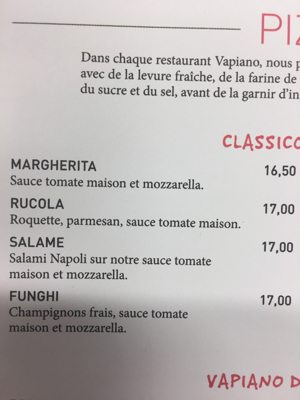 Dans chaque restaurant Vapiano, nous
avec de la levure fraîche, de la farine de
du sucre et du sel, avant de la garnir
CLASSICO
MARGHERITA 16,50
Sauce tomate maison et mozzarella.
RUCOLA 17,00
Roquette, parmesan, sauce tomate maison.
SALAME 17,00
Salami Napoli sur notre sauce tomate
maison et mozzarella.
FUNGHI 17,00
Champignons frais, sauce tomate
maison et mozzarella.
VAPIANO